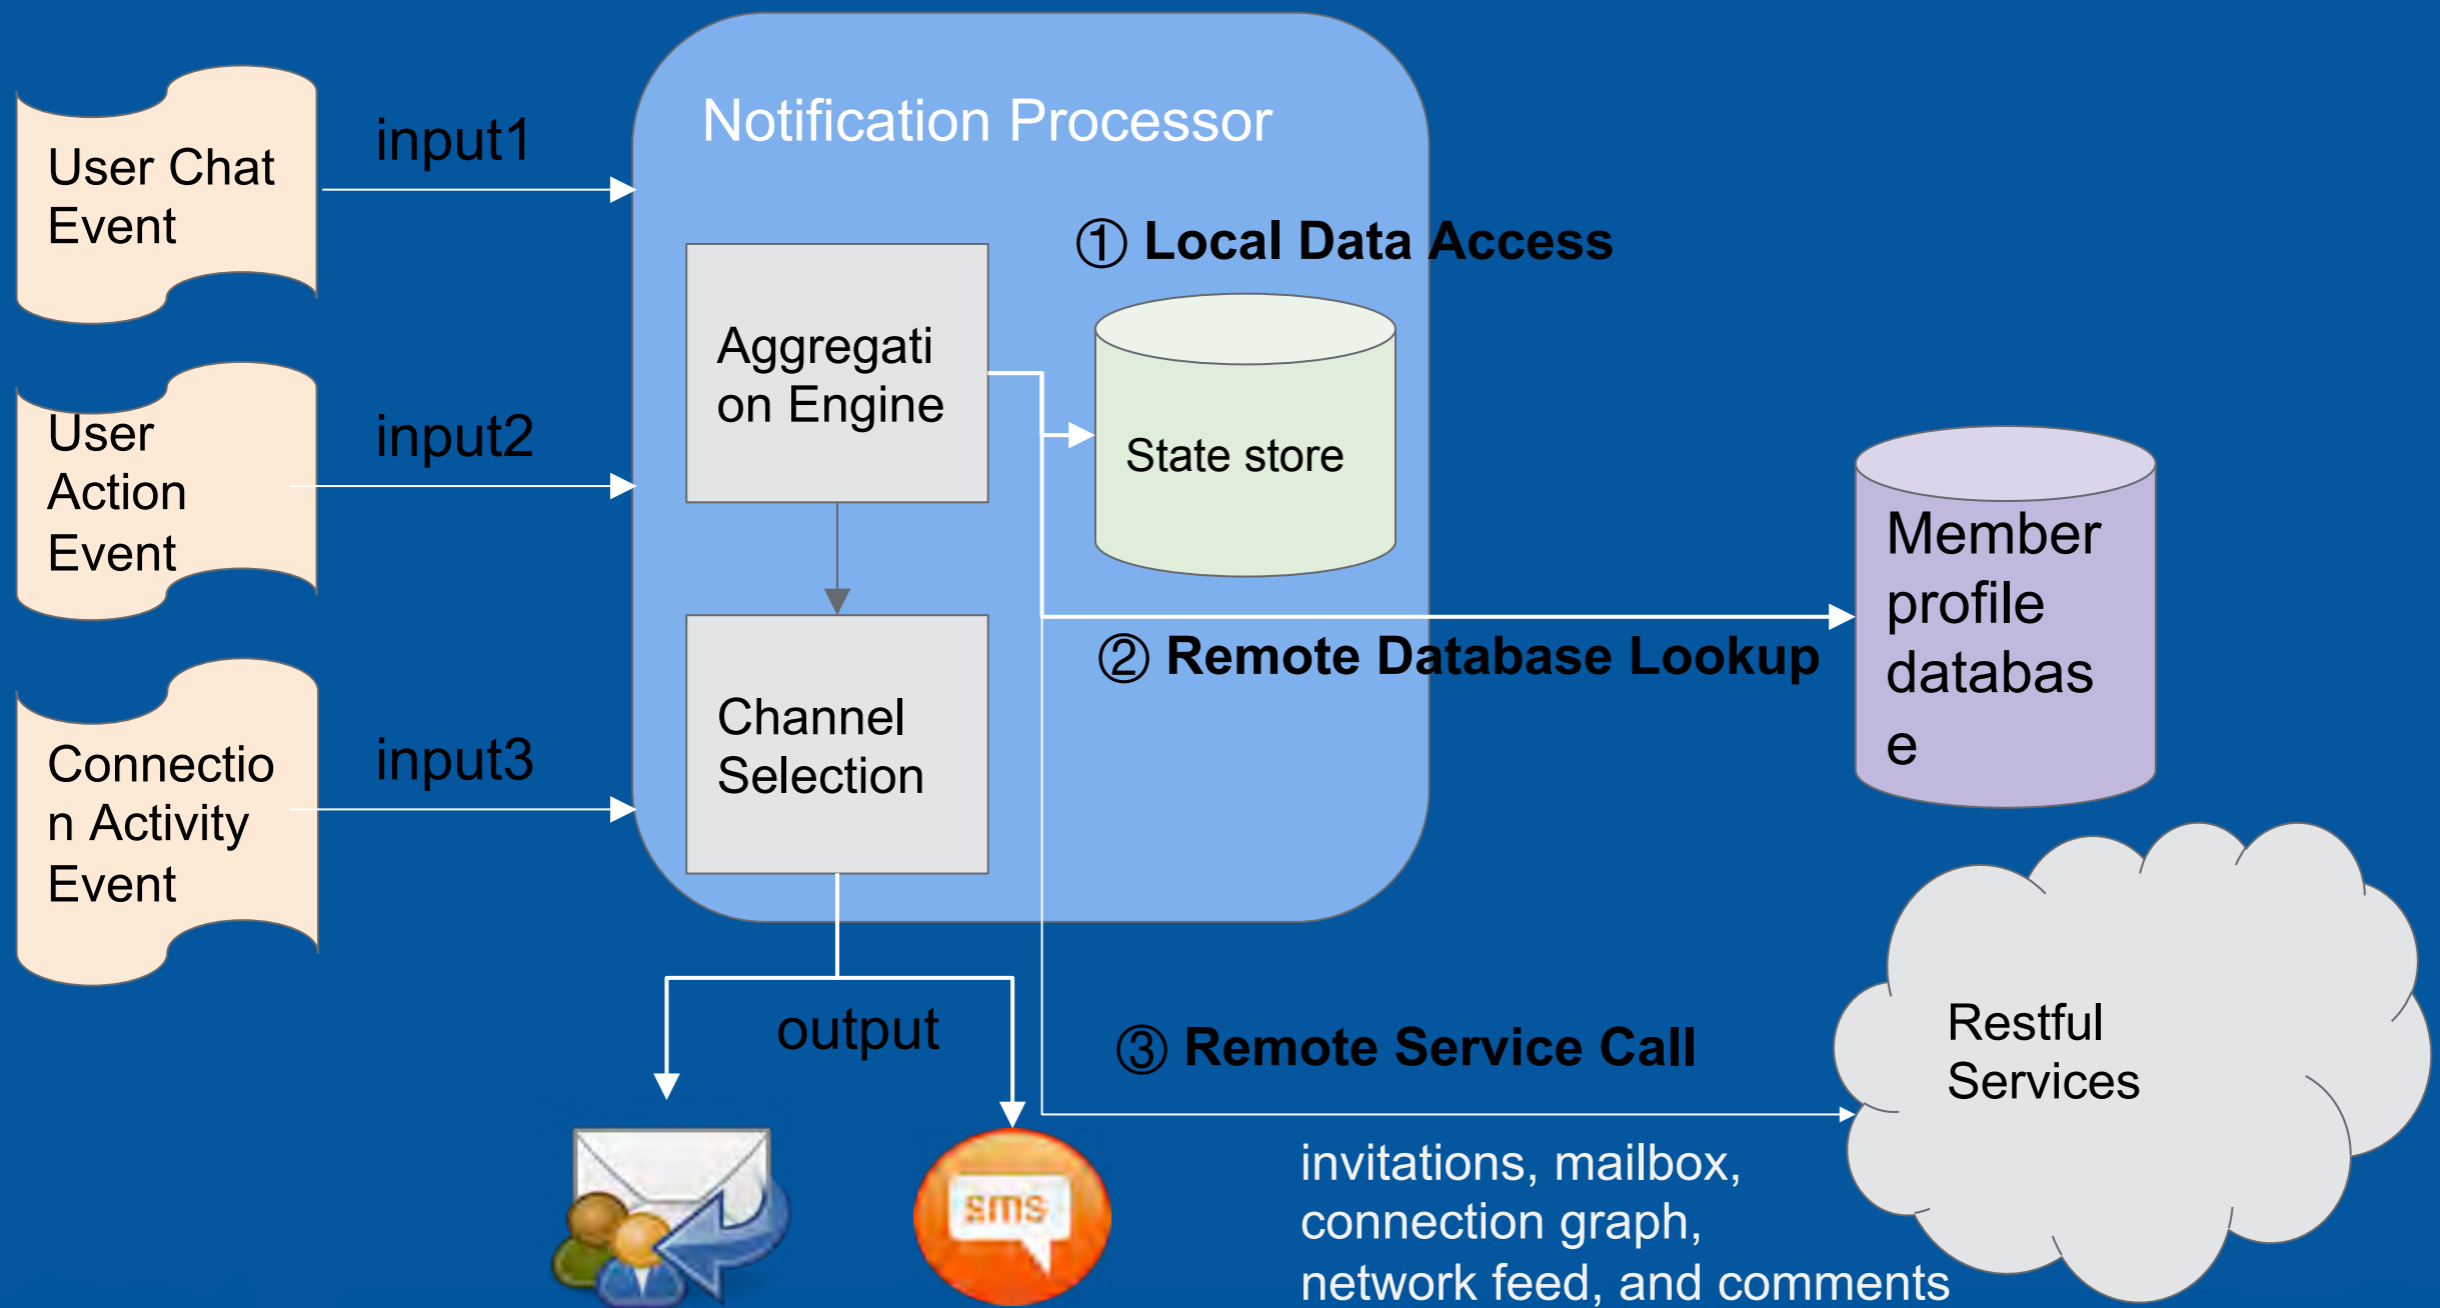 Notification Processor
User Chat
Event
input1
① Local Data Access
Aggregati
on Engine
State store
User
Action
Event
input2
Member
profile
databas
e
② Remote Database Lookup
Channel
Selection
Connectio
n Activity
Event
input3
output
③ Remote Service Call
Restful
Services
sms
invitations, mailbox,
connection graph,
network feed, and comments